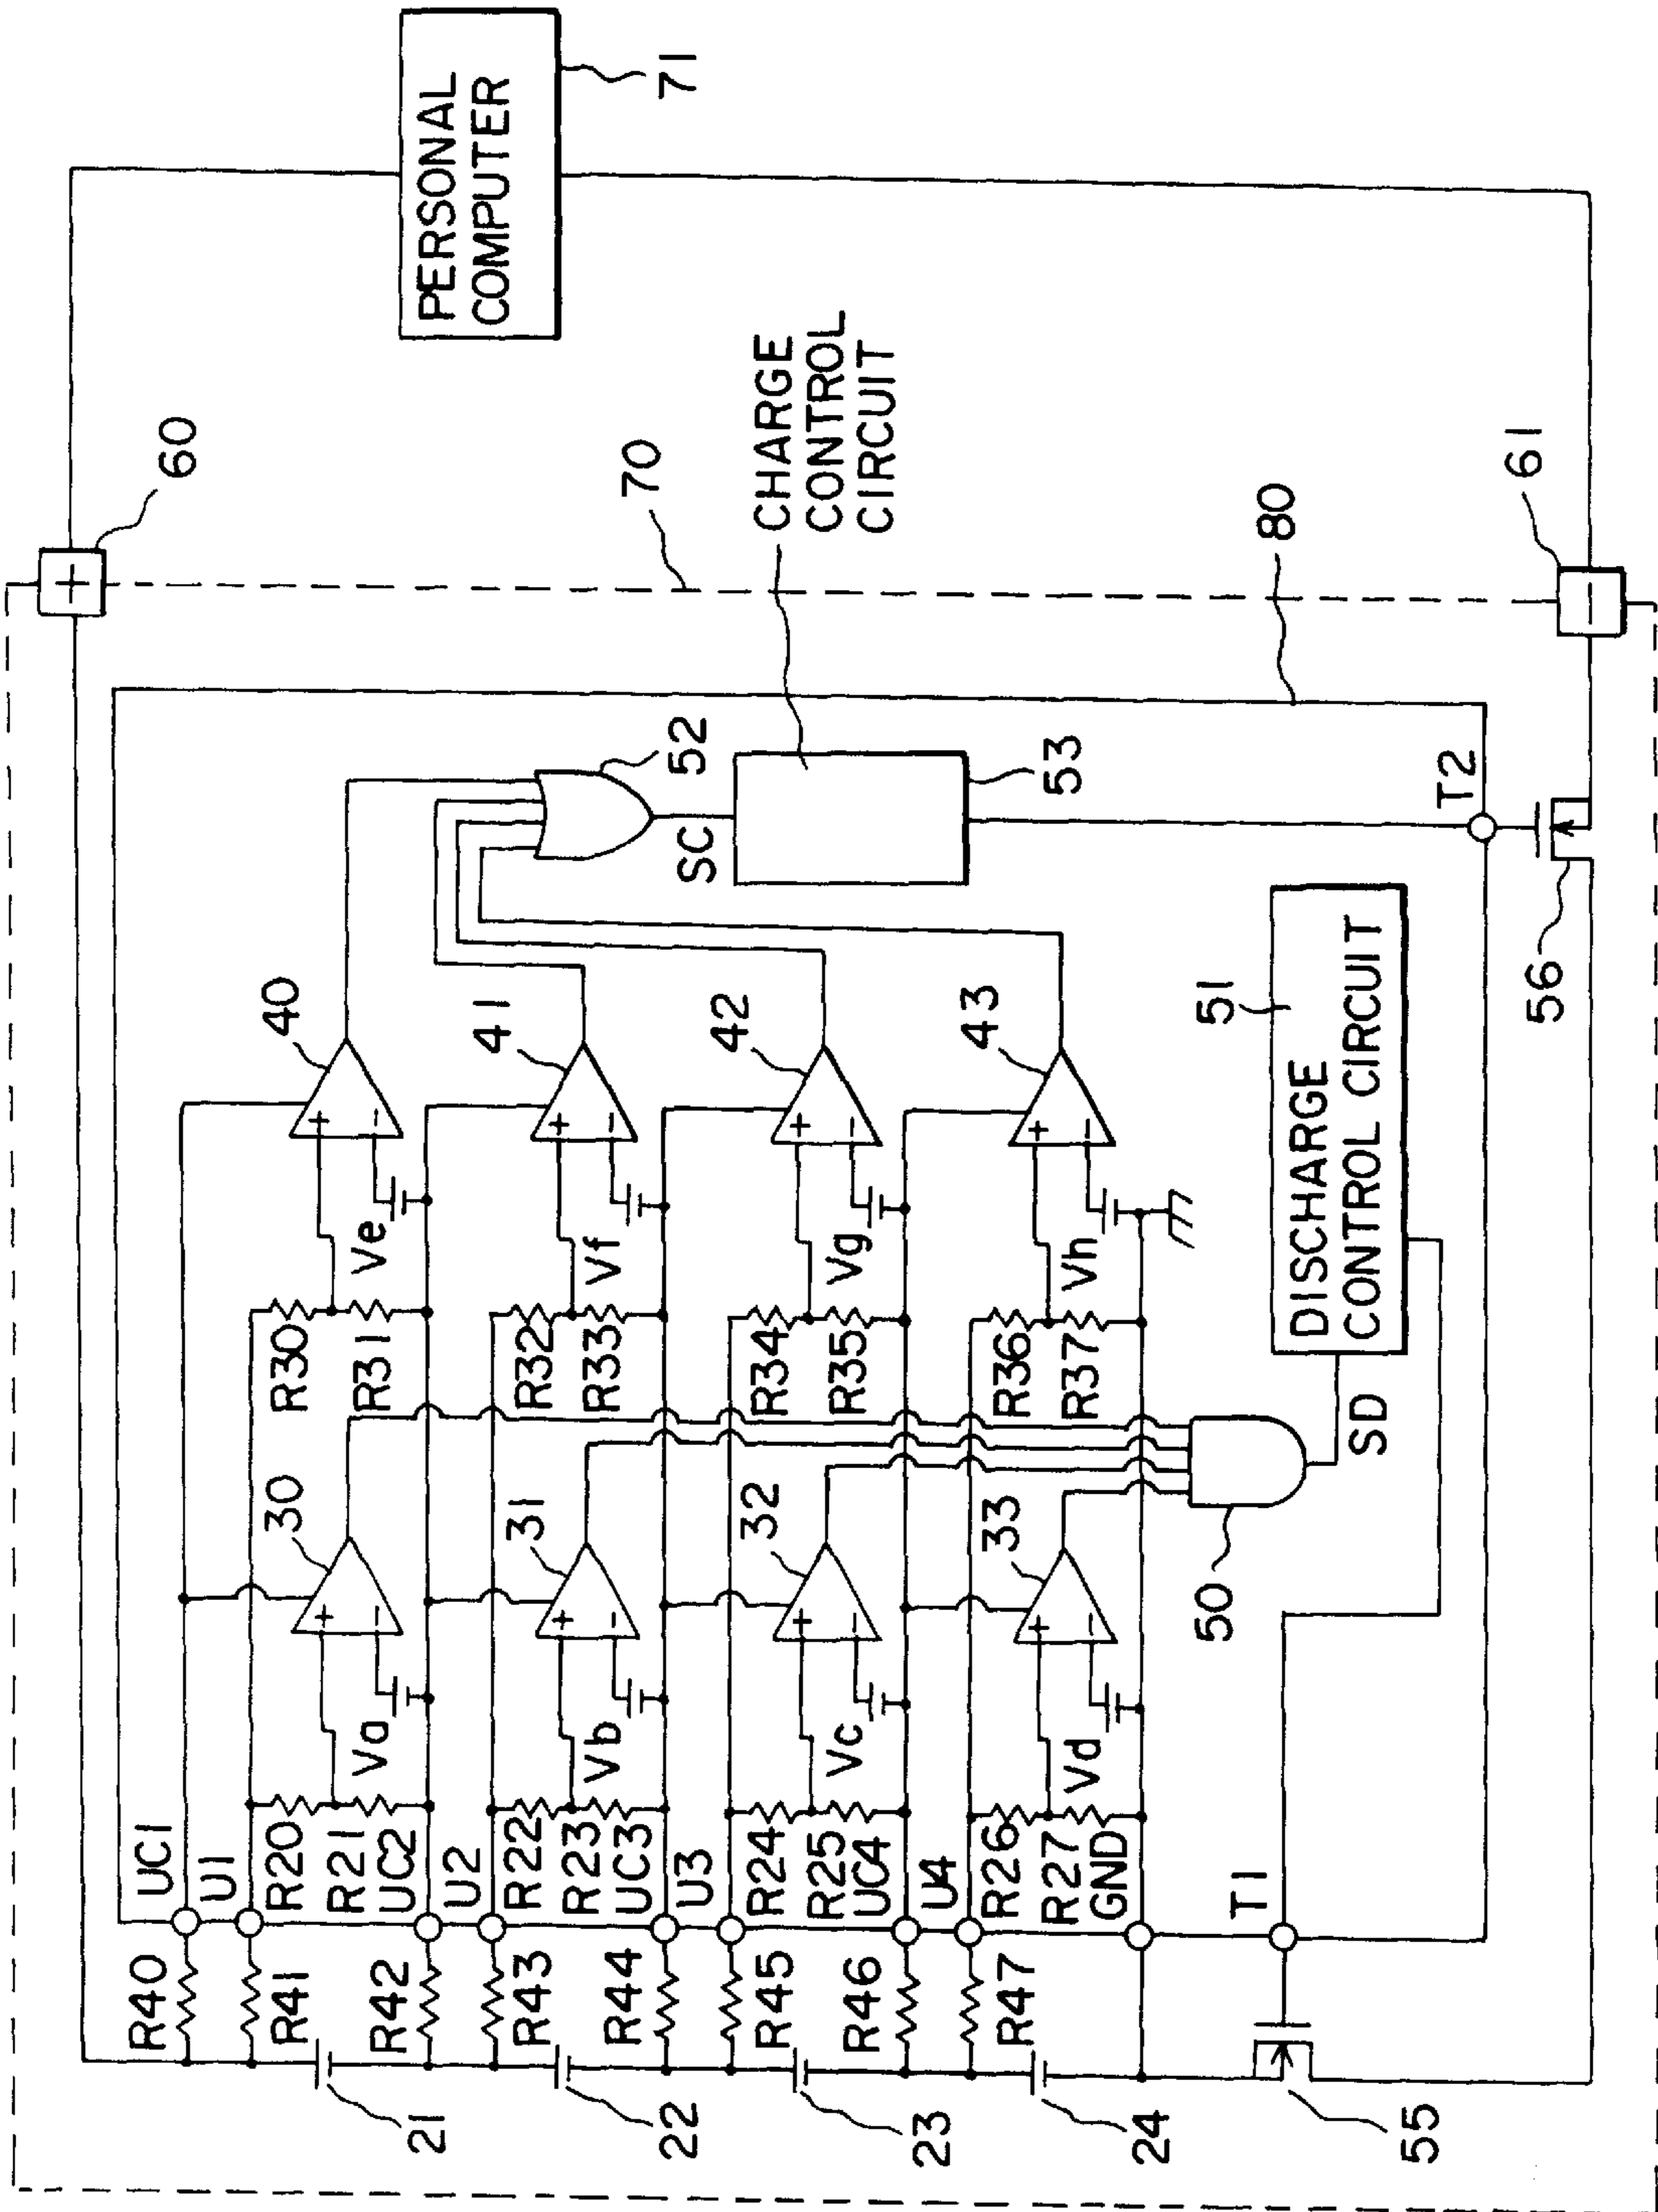 60
+
PERSONAL
COMPUTER
71
70
CHARGE
CONTROL
CIRCUIT
80
61
−
R40
UC1
R41
U1
21
R20
R21
Va
30
+
−
R30
R31
Ve
40
+
−
52
SC
53
R42
UC2
R43
U2
22
R22
R23
Vb
31
+
−
R32
R33
Vf
41
+
−
R44
UC3
R45
U3
23
R24
R25
Vc
32
+
−
R34
R35
Vg
42
+
−
R46
UC4
R47
U4
24
R26
R27
Vd
33
+
−
R36
R37
Vh
43
+
−
GND
50
SD
51
DISCHARGE
CONTROL CIRCUIT
T1
T2
55
56